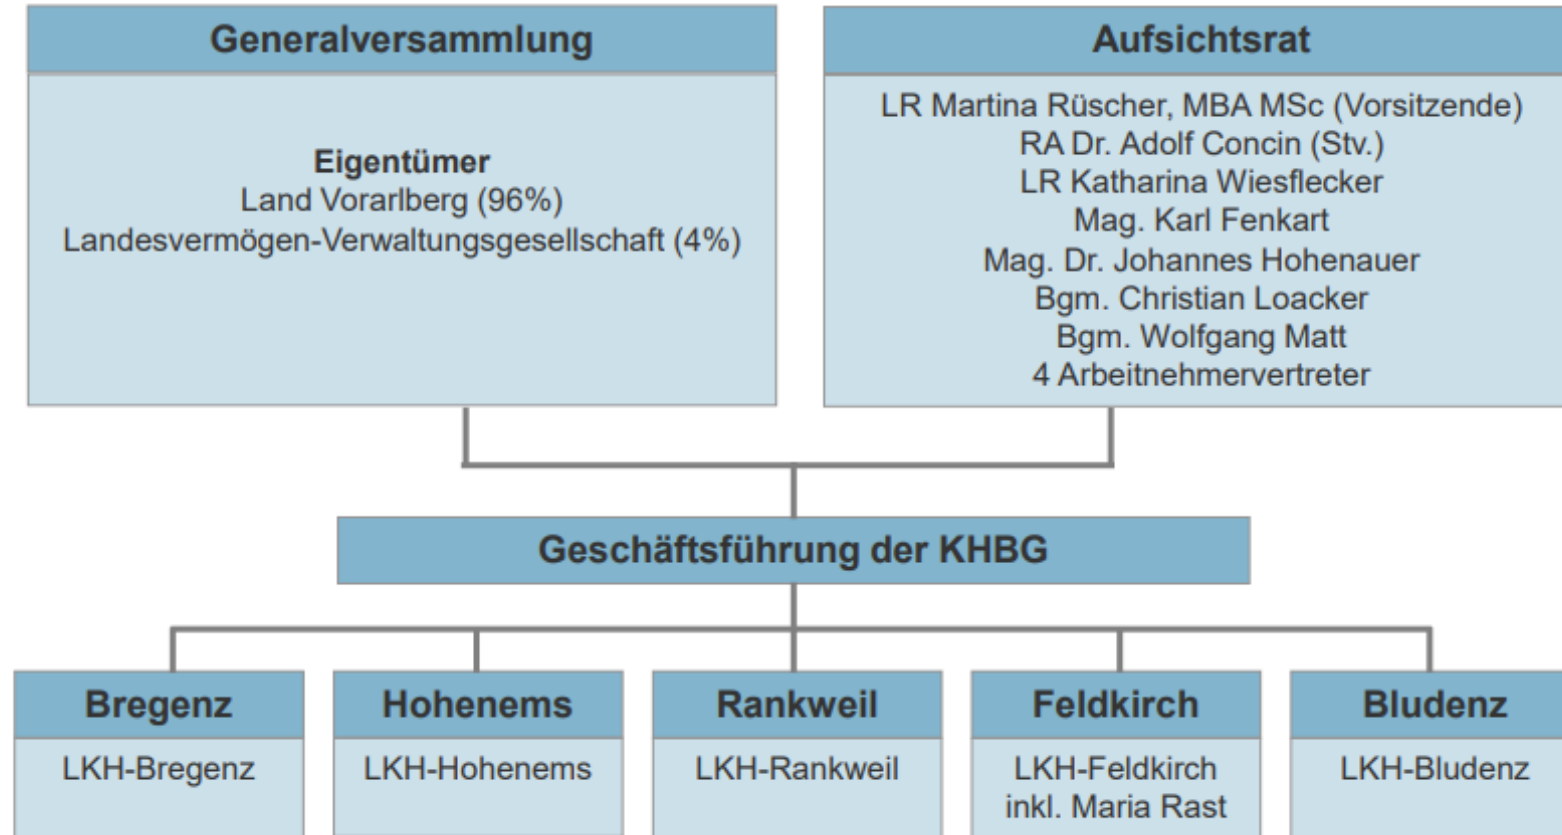 Generalversammlung
Eigentümer
Land Vorarlberg (96%)
Landesvermögen-Verwaltungsgesellschaft (4%)
Aufsichtsrat
LR Martina Rüscher, MBA MSc (Vorsitzende)
RA Dr. Adolf Concin (Stv.)
LR Katharina Wiesflecker
Mag. Karl Fenkart
Mag. Dr. Johannes Hohenauer
Bgm. Christian Loacker
Bgm. Wolfgang Matt
4 Arbeitnehmervertreter
Geschäftsführung der KHBG
Bregenz
LKH-Bregenz
Hohenems
LKH-Hohenems
Rankweil
LKH-Rankweil
Feldkirch
LKH-Feldkirch
inkl. Maria Rast
Bludenz
LKH-Bludenz